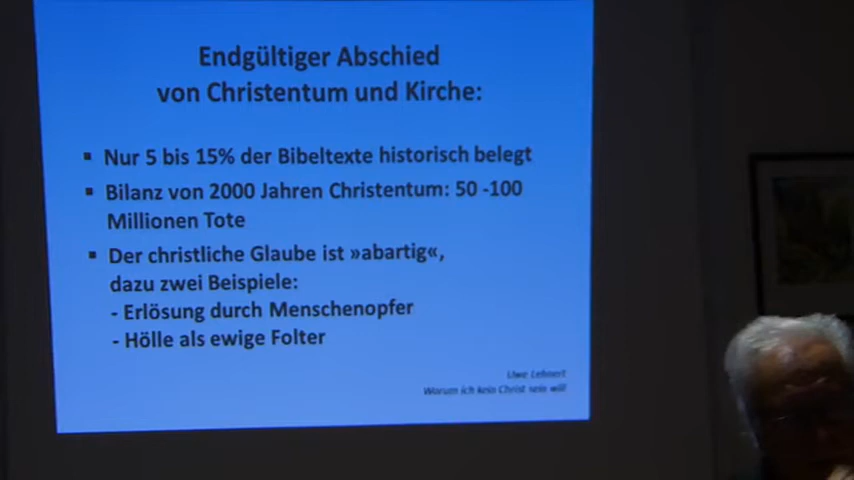 Endgültiger Abschied
von Christentum und Kirche:
▪ Nur 5 bis 15% der Bibeltexte historisch belegt
▪ Bilanz von 2000 Jahren Christentum: 50 -100
Millionen Tote
▪ Der christliche Glaube ist »abartig«,
dazu zwei Beispiele:
- Erlösung durch Menschenopfer
- Hölle als ewige Folter
Uwe Lehnert
Warum ich kein Christ sein will